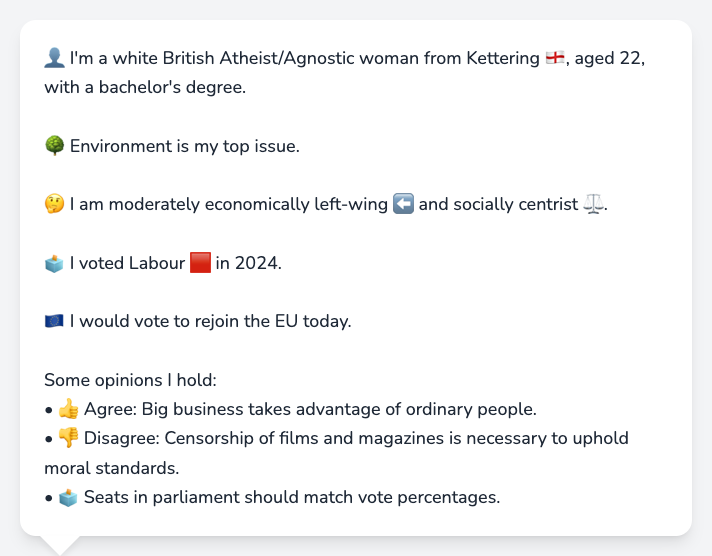 👤 I'm a white British Atheist/Agnostic woman from Kettering 🏴󠁧󠁢󠁥󠁮󠁧󠁿, aged 22,
with a bachelor's degree.
🌳 Environment is my top issue.
🤔 I am moderately economically left-wing ⬅️ and socially centrist ⚖️.
🗳️ I voted Labour 🟥 in 2024.
🇪🇺 I would vote to rejoin the EU today.
Some opinions I hold:
• 👍 Agree: Big business takes advantage of ordinary people.
• 👎 Disagree: Censorship of films and magazines is necessary to uphold
moral standards.
• 🗳️ Seats in parliament should match vote percentages.